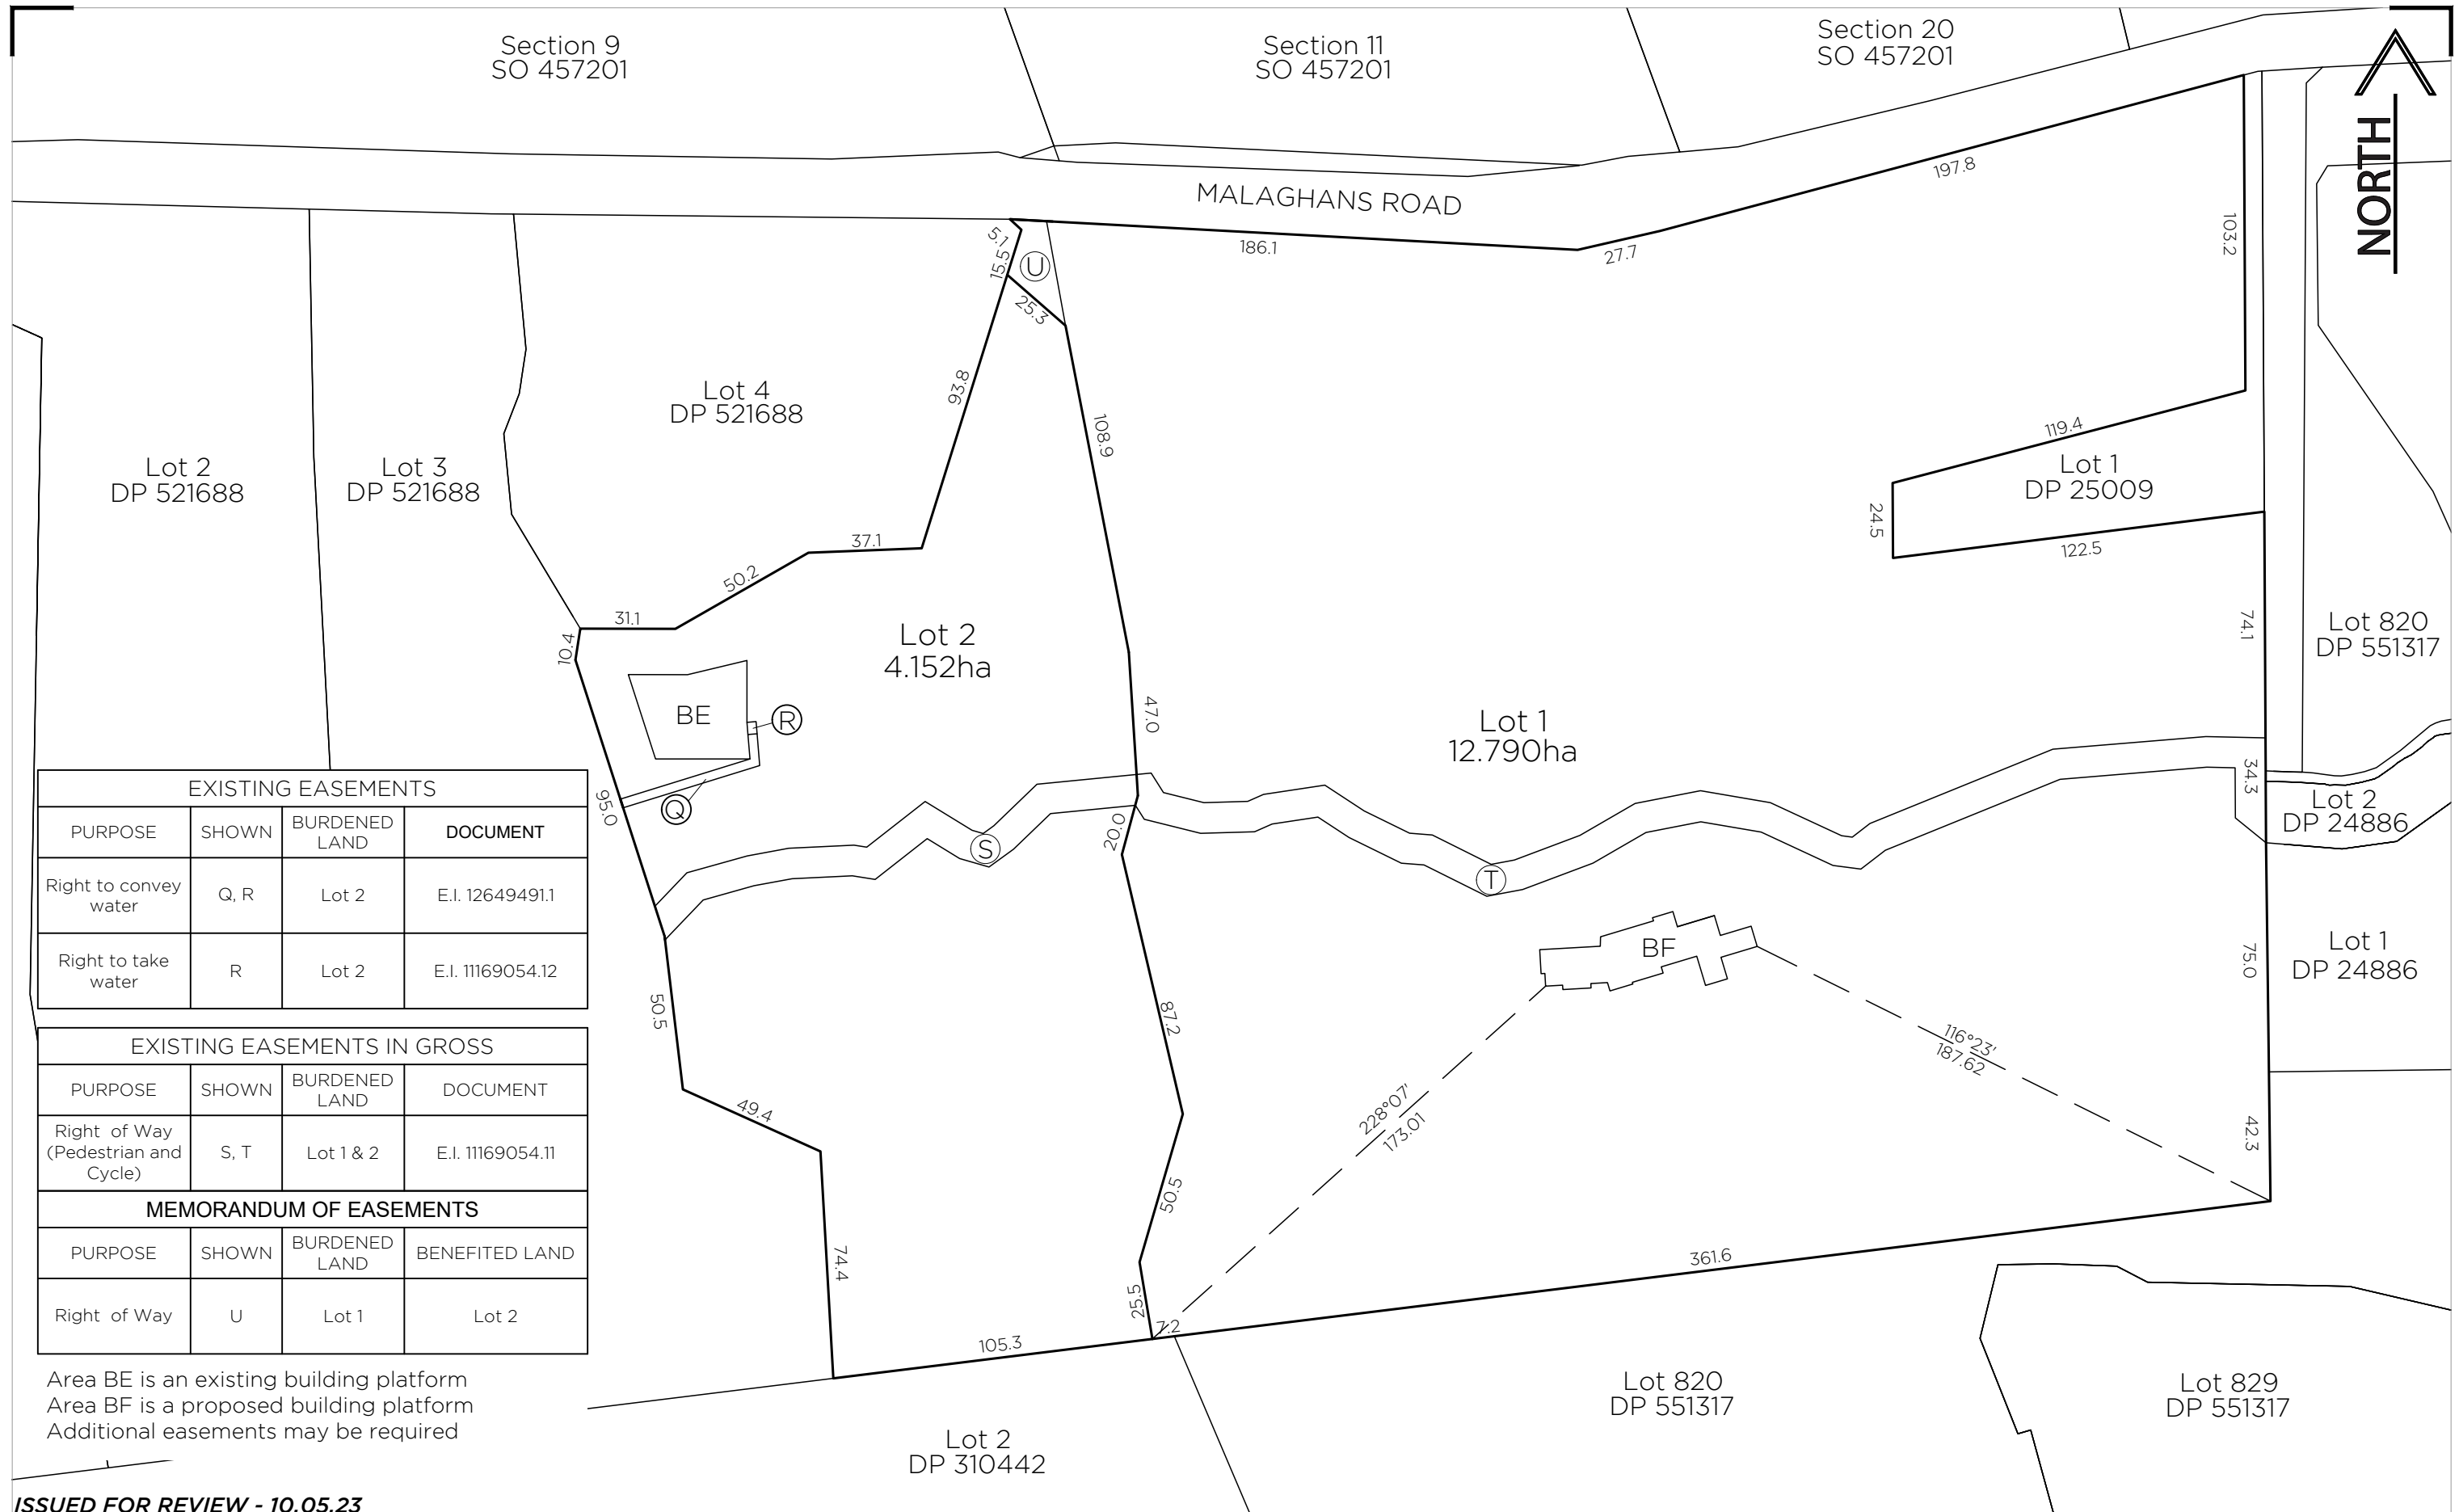 Section 9
SO 457201
Section 11
SO 457201
Section 20
SO 457201
NORTH
MALAGHANS ROAD
197.8
103.2
186.1
27.7
5.1
15.5
U
25.3
93.8
108.9
Lot 4
DP 521688
Lot 2
DP 521688
Lot 3
DP 521688
119.4
Lot 1
DP 25009
24.5
122.5
37.1
50.2
31.1
10.4
Lot 2
4.152ha
74.1
Lot 820
DP 551317
BE
R
47.0
Lot 1
12.790ha
34.3
Q
95.0
20.0
S
T
Lot 2
DP 24886
BF
Lot 1
DP 24886
75.0
50.5
87.2
116°23'
187.62
228°07'
173.01
49.4
42.3
50.5
74.4
25.5
7.2
361.6
105.3
EXISTING EASEMENTS
PURPOSE SHOWN BURDENED LAND DOCUMENT
Right to convey water Q, R Lot 2 E.I. 12649491.1
Right to take water R Lot 2 E.I. 11169054.12
EXISTING EASEMENTS IN GROSS
PURPOSE SHOWN BURDENED LAND DOCUMENT
Right of Way (Pedestrian and Cycle) S, T Lot 1 & 2 E.I. 11169054.11
MEMORANDUM OF EASEMENTS
PURPOSE SHOWN BURDENED LAND BENEFITED LAND
Right of Way U Lot 1 Lot 2
Area BE is an existing building platform
Area BF is a proposed building platform
Additional easements may be required
Lot 820
DP 551317
Lot 829
DP 551317
Lot 2
DP 310442
ISSUED FOR REVIEW - 10.05.23